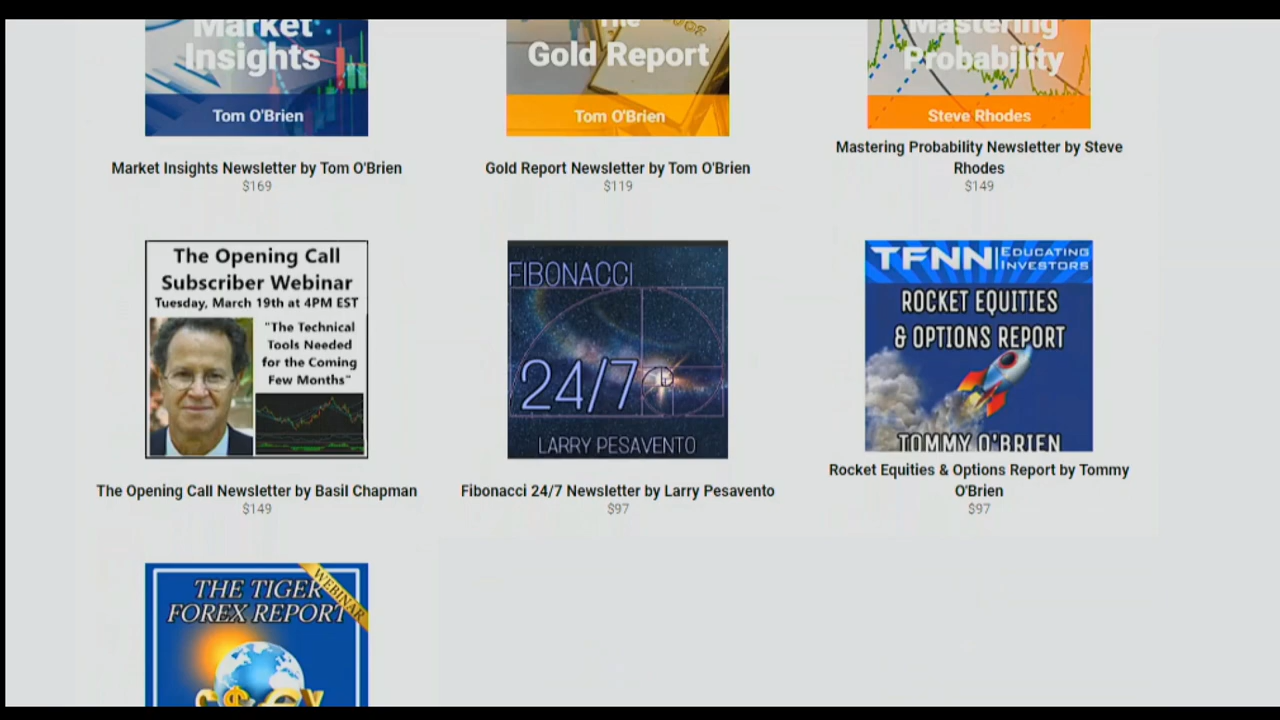 Market
Insights
Tom O'Brien
Market Insights Newsletter by Tom O'Brien
$169
The
Gold Report
Tom O'Brien
Gold Report Newsletter by Tom O'Brien
$119
Mastering
Probability
Steve Rhodes
Mastering Probability Newsletter by Steve
Rhodes
$149
The Opening Call
Subscriber Webinar
Tuesday, March 19th at 4PM EST
"The Technical
Tools Needed
for the Coming
Few Months"
The Opening Call Newsletter by Basil Chapman
$149
FIBONACCI
24/7
LARRY PESAVENTO
Fibonacci 24/7 Newsletter by Larry Pesavento
$97
TFNN EDUCATING
INVESTORS
ROCKET EQUITIES
& OPTIONS REPORT
TOMMY O'BRIEN
Rocket Equities & Options Report by Tommy
O'Brien
$97
THE TIGER
FOREX REPORT
WEBINAR